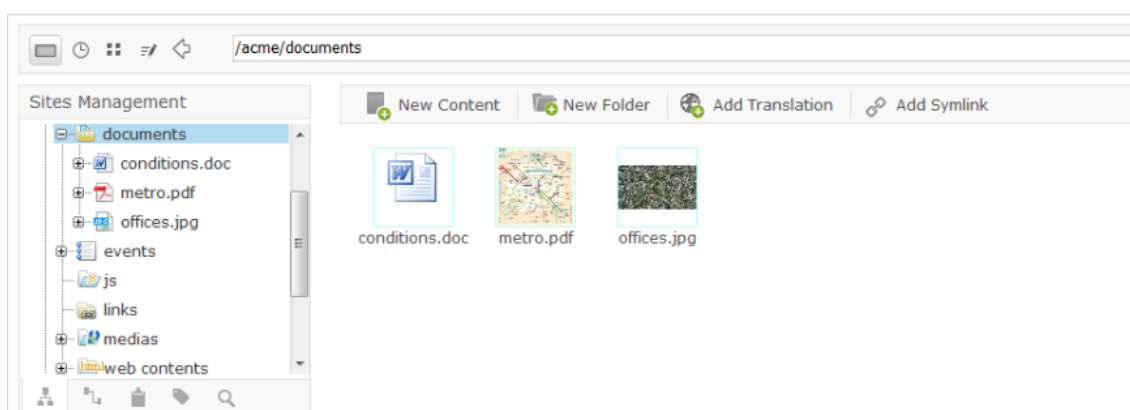 /acme/documents
Sites Management
New Content
New Folder
Add Translation
Add Symlink
documents
conditions.doc
metro.pdf
offices.jpg
events
js
links
medias
html
web contents
conditions.doc
metro.pdf
offices.jpg